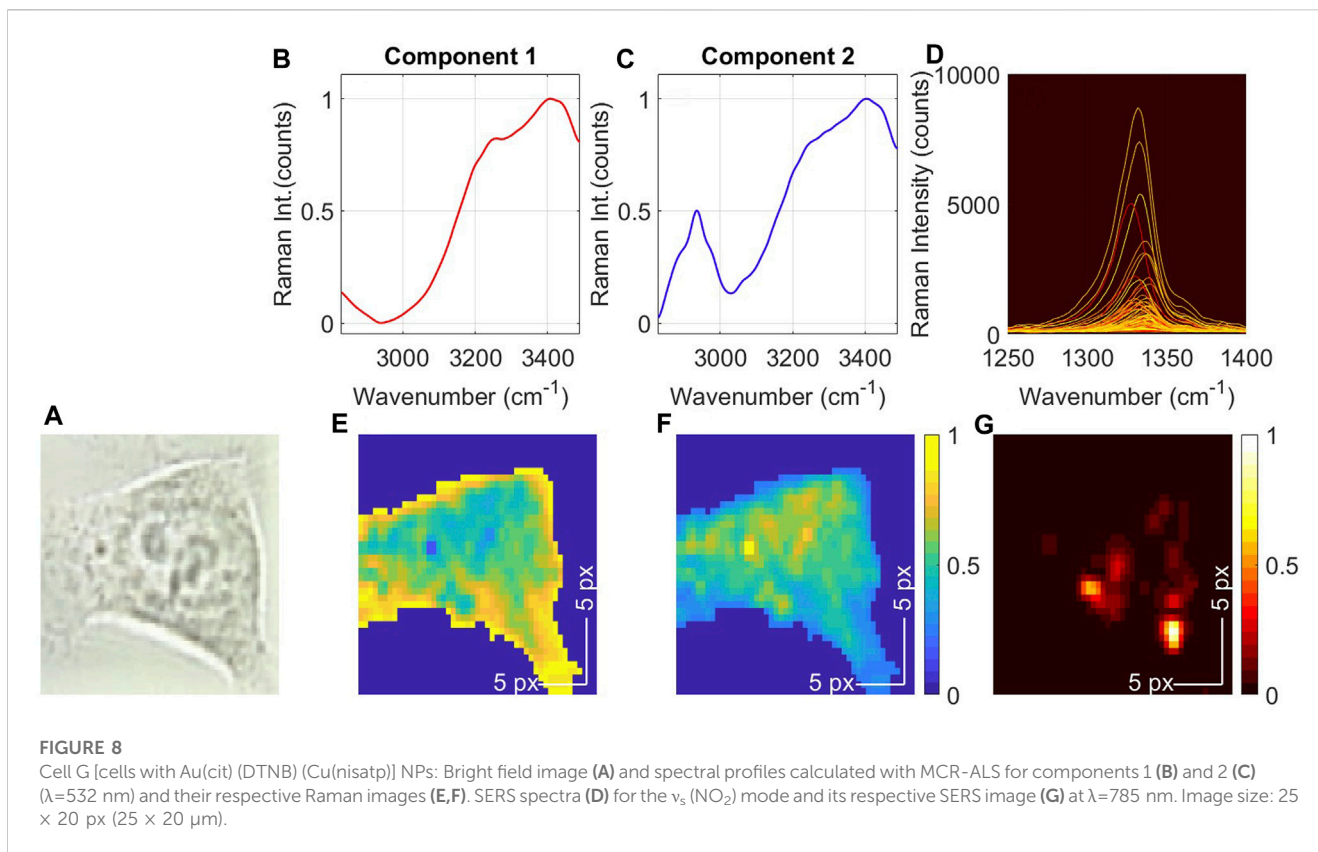 B
Component 1
C
Component 2
D
Raman Int.(counts)
1
0.5
0
3000 3200 3400
Wavenumber (cm-1)
Raman Int.(counts)
1
0.5
0
3000 3200 3400
Wavenumber (cm-1)
Raman Intensity (counts)
10000
5000
0
1250 1300 1350 1400
Wavenumber (cm-1)
A
E
5 px
5 px
F
5 px
5 px
1
0.5
0
G
5 px
5 px
1
0.5
0
FIGURE 8
Cell G [cells with Au(cit) (DTNB) (Cu(nisatp)] NPs: Bright field image (A) and spectral profiles calculated with MCR-ALS for components 1 (B) and 2 (C)
(λ=532 nm) and their respective Raman images (E,F). SERS spectra (D) for the νs (NO2) mode and its respective SERS image (G) at λ=785 nm. Image size: 25
× 20 px (25 × 20 μm).